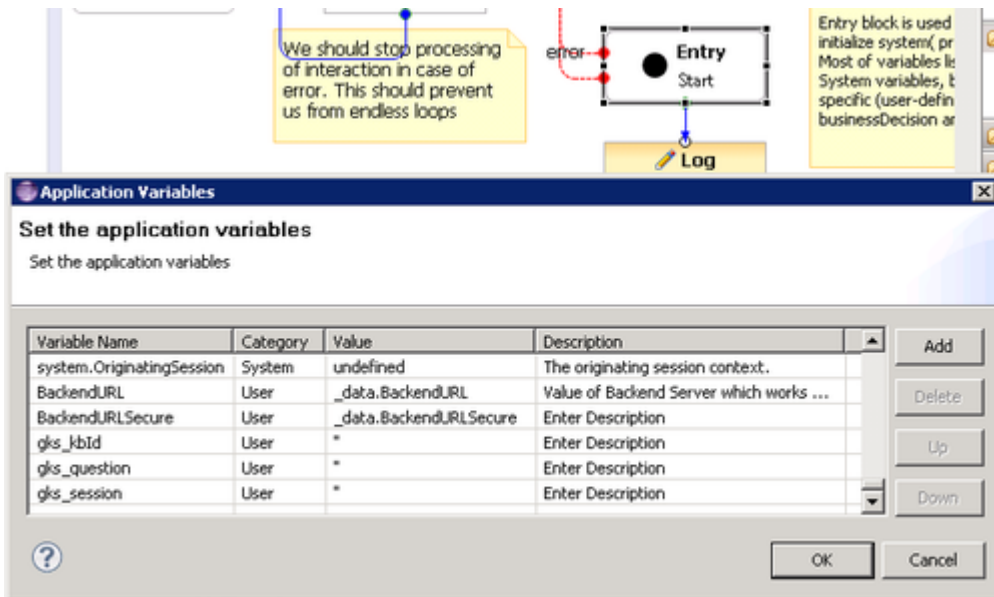 We should stop processing
of interaction in case of
error. This should prevent
us from endless loops
error
Entry
Start
Log
Entry block is used
initialize system( pr
Most of variables lis
System variables, b
specific (user-defin
businessDecision ar
Application Variables
Set the application variables
Set the application variables
Variable Name Category Value Description
system.OriginatingSession System undefined The originating session context.
BackendURL User _data.BackendURL Value of Backend Server which works ...
BackendURLSecure User _data.BackendURLSecure Enter Description
gks_kbId User '' Enter Description
gks_question User '' Enter Description
gks_session User '' Enter Description
Add
Delete
Up
Down
OK Cancel